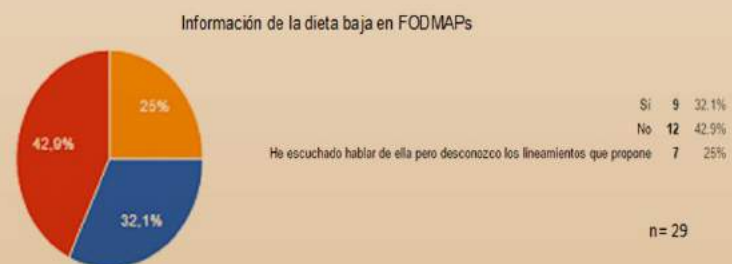 Información de la dieta baja en FODMAPs
25%
42,9%
32,1%
Sí 9 32.1%
No 12 42.9%
He escuchado hablar de ella pero desconozco los lineamientos que propone 7 25%
n= 29